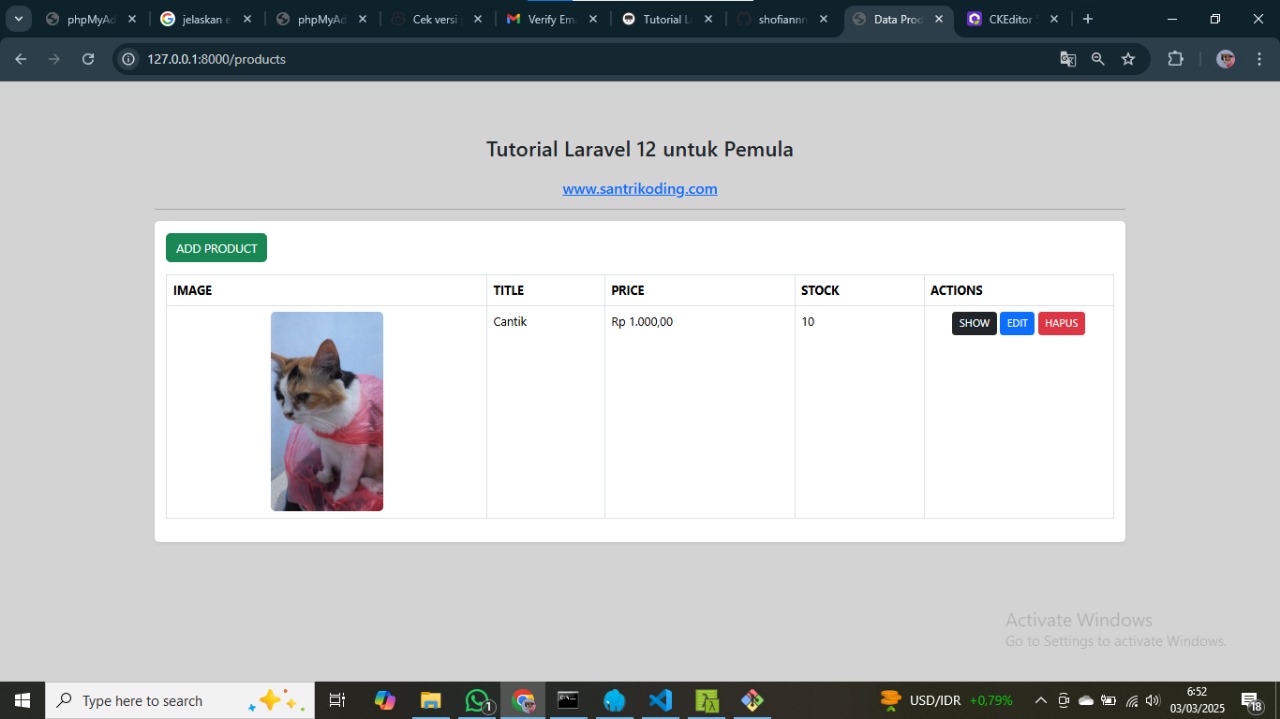 phpMyAd
jelaskan e
phpMyAd
Cek versi
Verify Ema
Tutorial L
shofiannn
Data Prod
CKEditor
127.0.0.1:8000/products
Tutorial Laravel 12 untuk Pemula
www.santrikoding.com
ADD PRODUCT
IMAGE TITLE PRICE STOCK ACTIONS
Cantik Rp 1.000,00 10 SHOW EDIT HAPUS
Activate Windows
Go to Settings to activate Windows.
Type here to search
1
USD/IDR +0,79%
6:52
03/03/2025
18